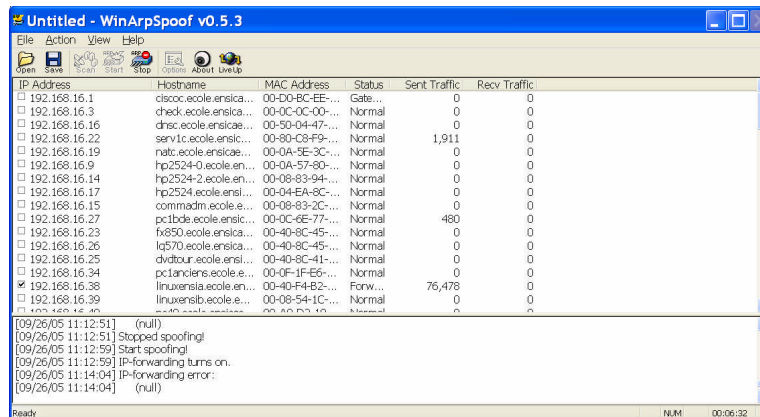 Untitled - WinArpSpoof v0.5.3
File Action View Help
Open Save Scan Start Stop Options About LiveUp
IP Address Hostname MAC Address Status Sent Traffic Recv Traffic
192.168.16.1 ciscoc.ecole.ensica... 00-D0-BC-EE-... Gate... 0 0
192.168.16.3 check.ecole.ensica... 00-0C-0C-00-... Normal 0 0
192.168.16.16 dnsc.ecole.ensicae... 00-50-04-47-... Normal 0 0
192.168.16.22 serv1c.ecole.ensic... 00-80-C8-F9-... Normal 1,911 0
192.168.16.19 natc.ecole.ensicae... 00-0A-5E-3C-... Normal 0 0
192.168.16.9 hp2524-0.ecole.en... 00-0A-57-80-... Normal 0 0
192.168.16.14 hp2524-2.ecole.en... 00-08-83-94-... Normal 0 0
192.168.16.17 hp2524.ecole.ensi... 00-04-EA-8C-... Normal 0 0
192.168.16.15 commadm.ecole.e... 00-08-83-2C-... Normal 0 0
192.168.16.27 pc1bde.ecole.ensic... 00-0C-6E-77-... Normal 480 0
192.168.16.23 fx850.ecole.ensica... 00-40-8C-45-... Normal 0 0
192.168.16.26 lq570.ecole.ensica... 00-40-8C-45-... Normal 0 0
192.168.16.25 dvdtour.ecole.ensi... 00-40-8C-41-... Normal 0 0
192.168.16.34 pc1anciens.ecole.e... 00-0F-1F-E6-... Normal 0 0
192.168.16.38 linuxensia.ecole.en... 00-40-F4-B2-... Forw... 76,478 0
192.168.16.39 linuxensib.ecole.e... 00-08-54-1C-... Normal 0 0
[09/26/05 11:12:51] (null)
[09/26/05 11:12:51] Stopped spoofing!
[09/26/05 11:12:59] Start spoofing!
[09/26/05 11:12:59] IP-forwarding turns on.
[09/26/05 11:14:04] IP-forwarding error:
[09/26/05 11:14:04] (null)
Ready NUM 00:06:32